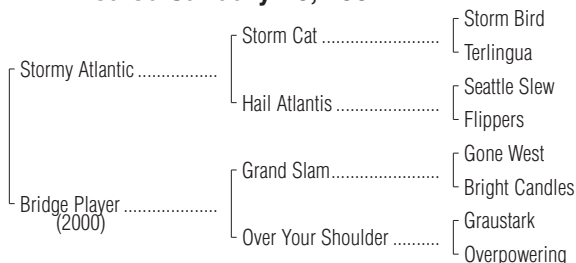 Storm Bird
Storm Cat ........................
Terlingua
Stormy Atlantic ................
Seattle Slew
Hail Atlantis .....................
Flippers
Gone West
Grand Slam......................
Bright Candles
Bridge Player ...................
(2000)
Graustark
Over Your Shoulder ..........
Overpowering